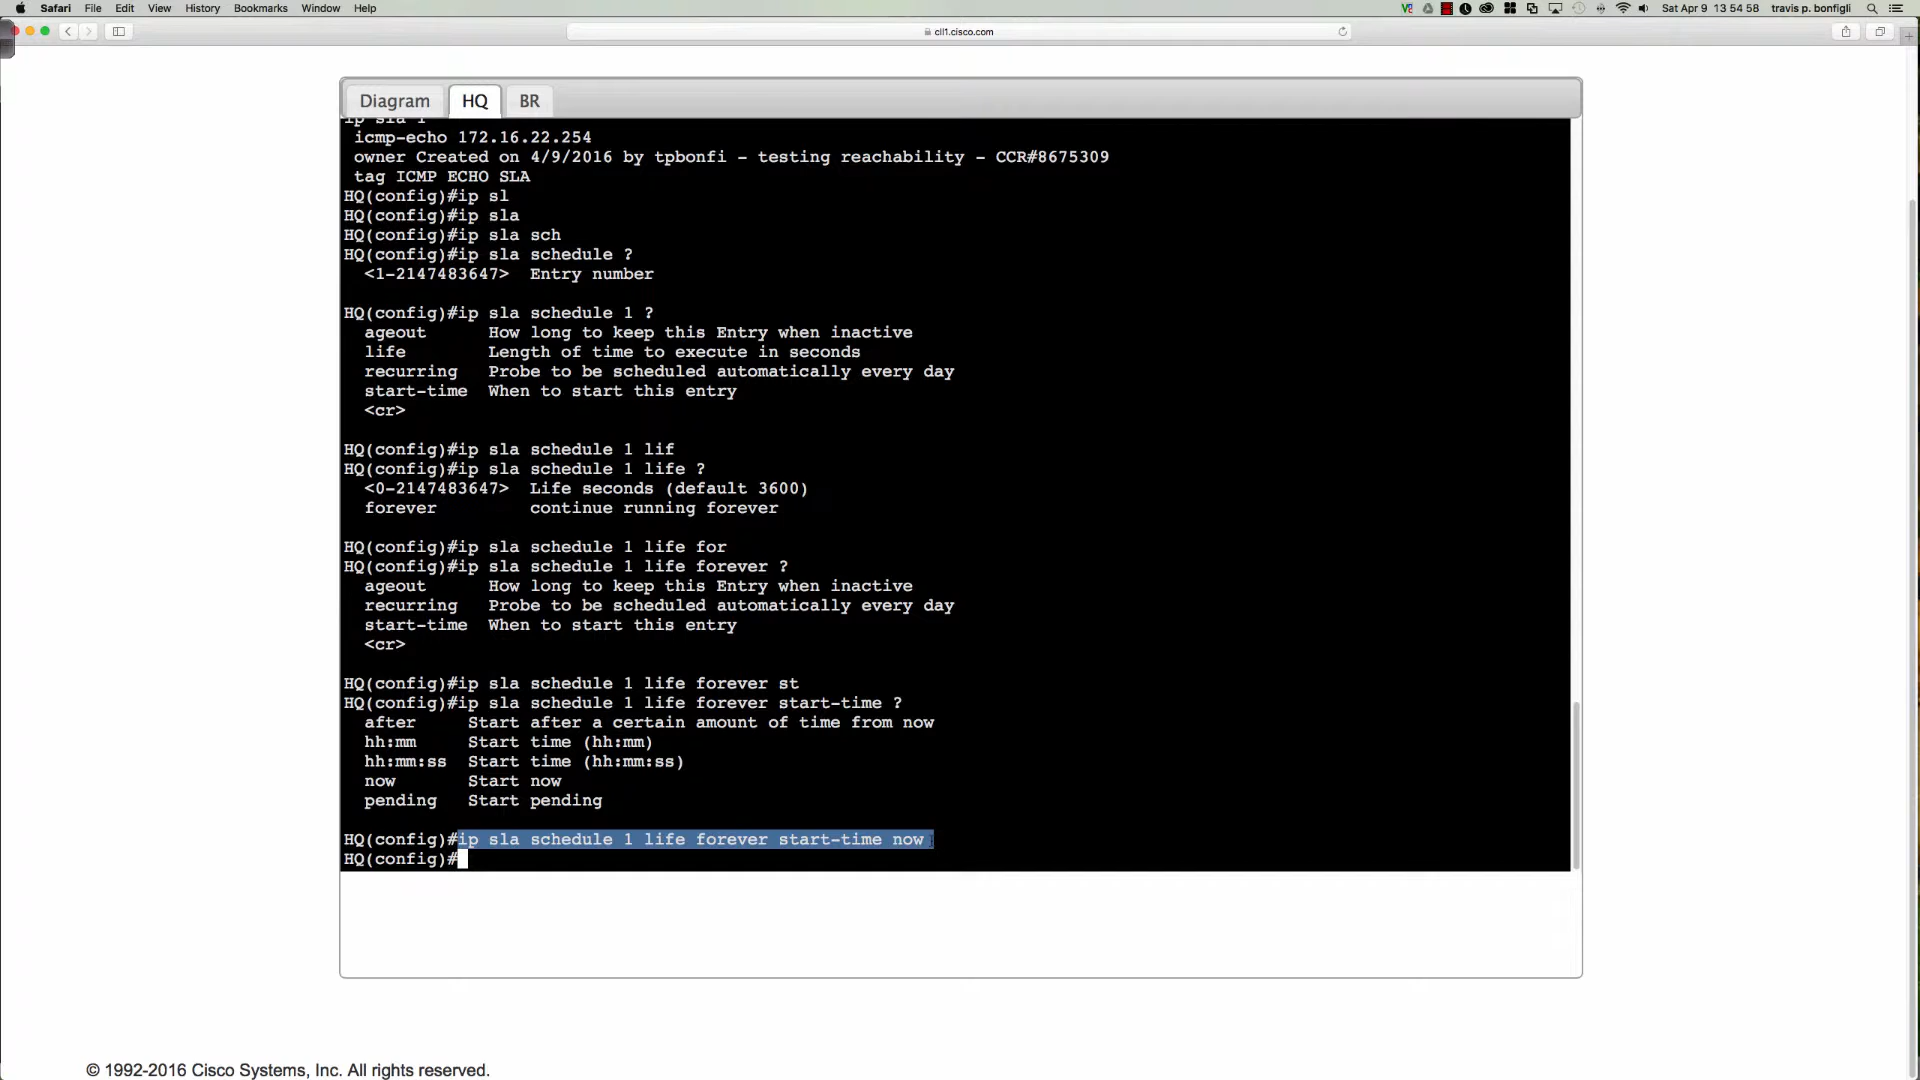 Safari File Edit View History Bookmarks Window Help Sat Apr 9 13 54 58 travis p. bonfigli
cll1.cisco.com
Diagram HQ BR
ip sla 1
icmp-echo 172.16.22.254
owner Created on 4/9/2016 by tpbonfi - testing reachability - CCR#8675309
tag ICMP ECHO SLA
HQ(config)#ip sl
HQ(config)#ip sla
HQ(config)#ip sla sch
HQ(config)#ip sla schedule ?
<1-2147483647> Entry number
HQ(config)#ip sla schedule 1 ?
ageout How long to keep this Entry when inactive
life Length of time to execute in seconds
recurring Probe to be scheduled automatically every day
start-time When to start this entry
<cr>
HQ(config)#ip sla schedule 1 lif
HQ(config)#ip sla schedule 1 life ?
<0-2147483647> Life seconds (default 3600)
forever continue running forever
HQ(config)#ip sla schedule 1 life for
HQ(config)#ip sla schedule 1 life forever ?
ageout How long to keep this Entry when inactive
recurring Probe to be scheduled automatically every day
start-time When to start this entry
<cr>
HQ(config)#ip sla schedule 1 life forever st
HQ(config)#ip sla schedule 1 life forever start-time ?
after Start after a certain amount of time from now
hh:mm Start time (hh:mm)
hh:mm:ss Start time (hh:mm:ss)
now Start now
pending Start pending
HQ(config)#ip sla schedule 1 life forever start-time now
HQ(config)#
© 1992-2016 Cisco Systems, Inc. All rights reserved.